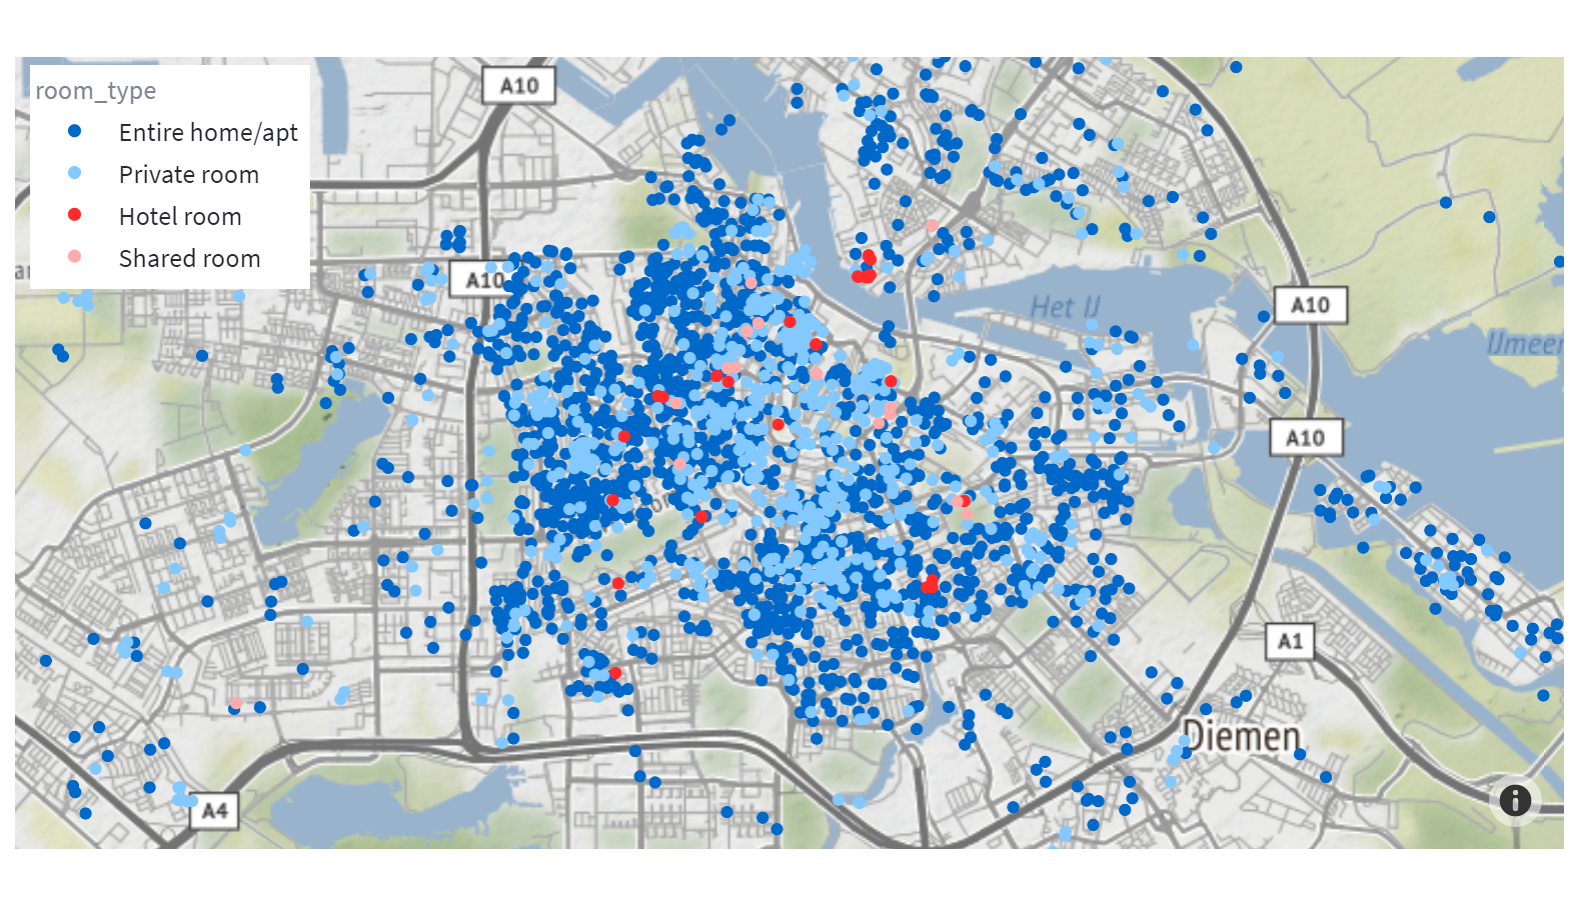 A10
room_type
Entire home/apt
Private room
Hotel room
Shared room
A10
Het IJ
A10
IJmeer
A10
A1
Diemen
A4
i